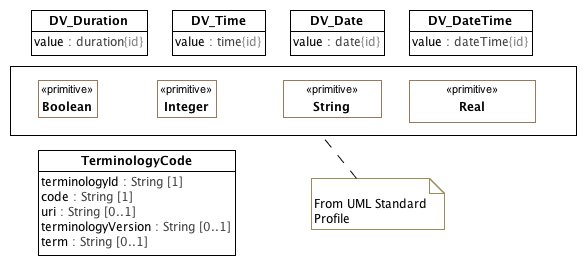 DV_Duration
value : duration{id}
DV_Time
value : time{id}
DV_Date
value : date{id}
DV_DateTime
value : dateTime{id}
«primitive»
Boolean
«primitive»
Integer
«primitive»
String
«primitive»
Real
TerminologyCode
terminologyId : String [1]
code : String [1]
uri : String [0..1]
terminologyVersion : String [0..1]
term : String [0..1]
From UML Standard
Profile